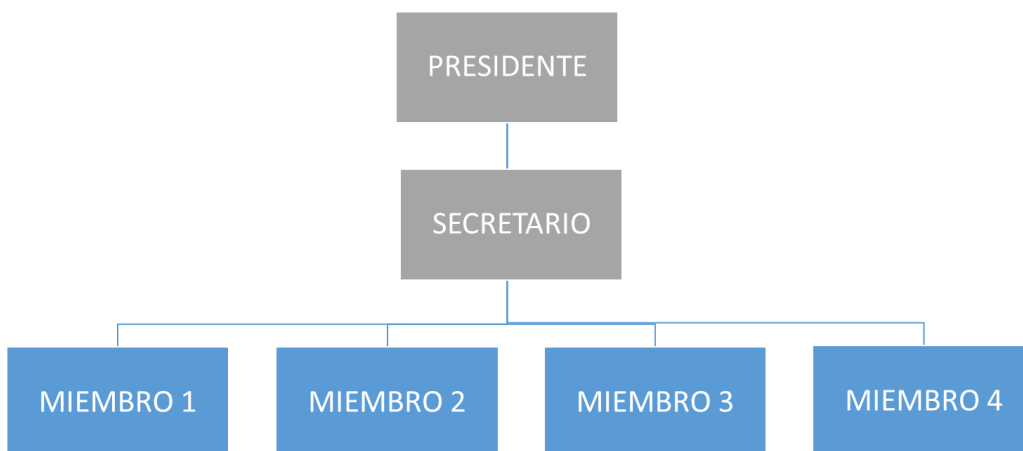 PRESIDENTE
SECRETARIO
MIEMBRO 1
MIEMBRO 2
MIEMBRO 3
MIEMBRO 4